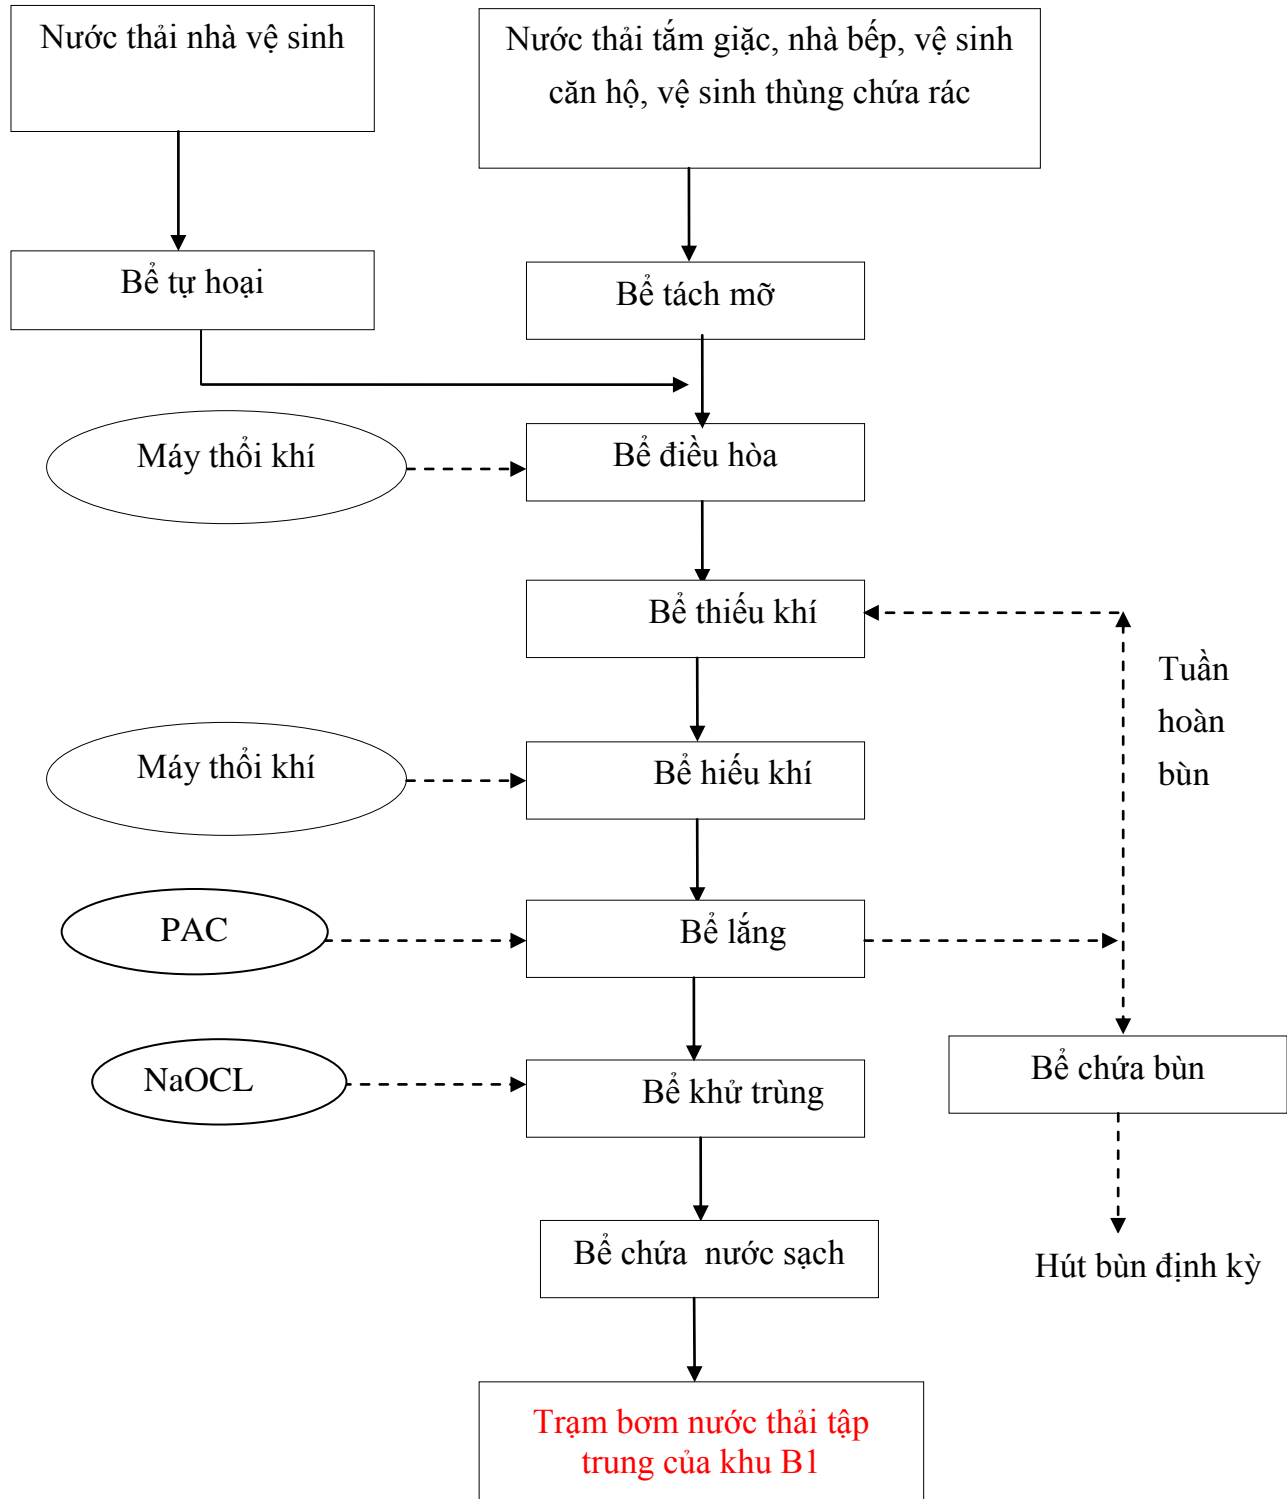 Nước thải nhà vệ sinh
Nước thải tắm giặc, nhà bếp, vệ sinh
căn hộ, vệ sinh thùng chứa rác
Bể tự hoại
Bể tách mỡ
Máy thổi khí
Bể điều hòa
Bể thiếu khí
Tuần
hoàn
bùn
Máy thổi khí
Bể hiếu khí
PAC
Bể lắng
NaOCL
Bể khử trùng
Bể chứa bùn
Bể chứa  nước sạch
Hút bùn định kỳ
Trạm bơm nước thải tập
trung của khu B1